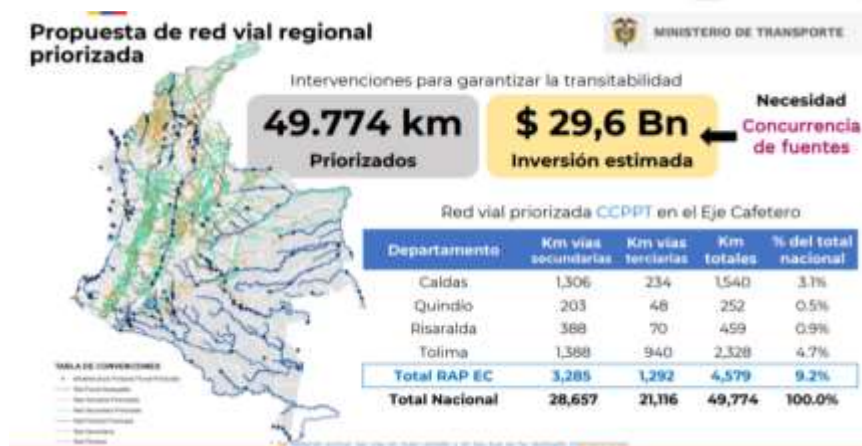 Propuesta de red vial regional
priorizada
MINISTERIO DE TRANSPORTE
Intervenciones para garantizar la transitabilidad
49.774 km
Priorizados
$ 29,6 Bn
Inversión estimada
Necesidad
Concurrencia
de fuentes
Red vial priorizada CCPPT en el Eje Cafetero
Departamento Km vías secundarias Km vías terciarias Km totales % del total nacional
Caldas 1,306 234 1,540 3.1%
Quindío 203 48 252 0.5%
Risaralda 388 70 459 0.9%
Tolima 1,388 940 2,328 4.7%
Total RAP EC 3,285 1,292 4,579 9.2%
Total Nacional 28,657 21,116 49,774 100.0%
TABLA DE CONVENCIONES